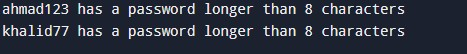 ahmad123 has a password longer than 8 characters
khalid77 has a password longer than 8 characters